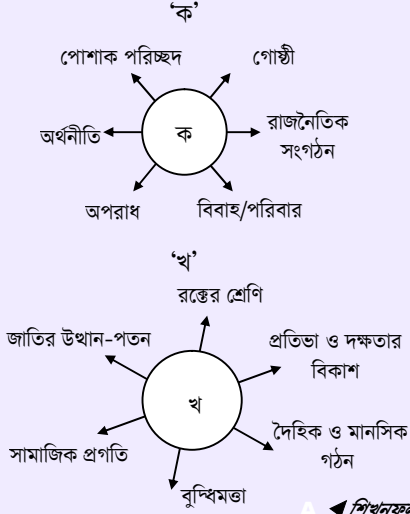 ‘ক’
পোশাক পরিচ্ছদ
গোষ্ঠী
অর্থনীতি
ক
রাজনৈতিক
সংগঠন
অপরাধ
বিবাহ/পরিবার
‘খ’
রক্তের শ্রেণি
জাতির উত্থান-পতন
প্রতিভা ও দক্ষতার
বিকাশ
খ
দৈহিক ও মানসিক
গঠন
সামাজিক প্রগতি
বুদ্ধিমত্তা